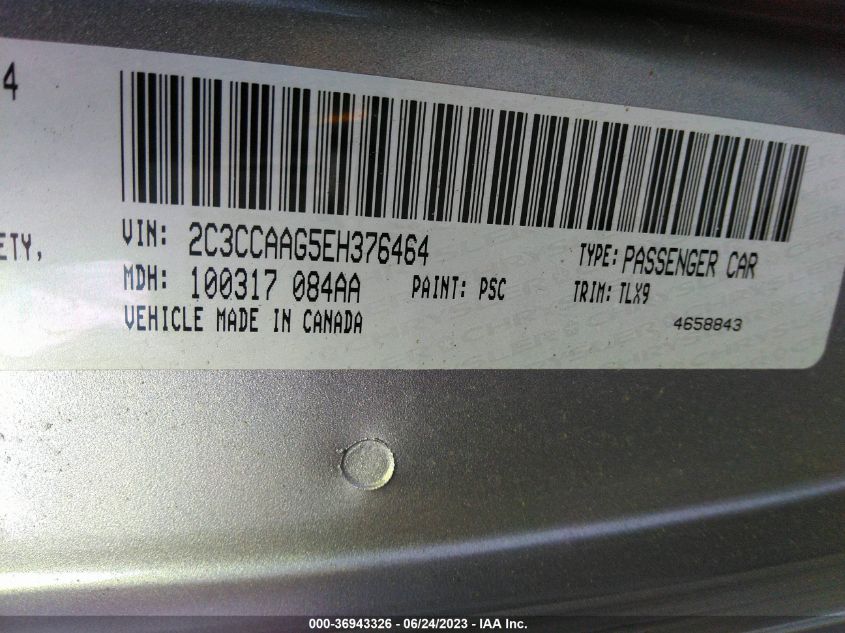 4
ETY,
VIN: 2C3CCAAG5EH376464
TYPE: PASSENGER CAR
MDH: 100317 084AA PAINT: PSC TRIM: TLX9
VEHICLE MADE IN CANADA
4658843
000-36943326 - 06/24/2023 - IAA Inc.